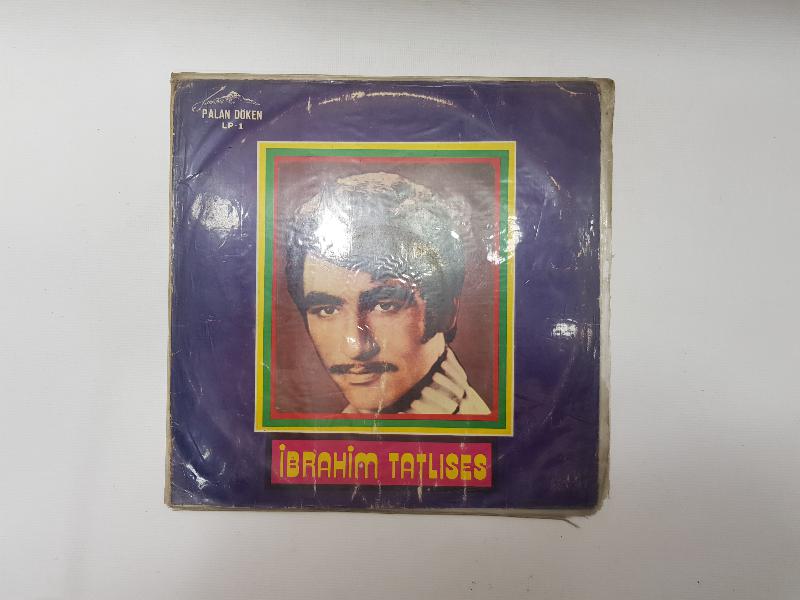 PALAN DÖKEN
LP-1
İBRAHİM TATLISES